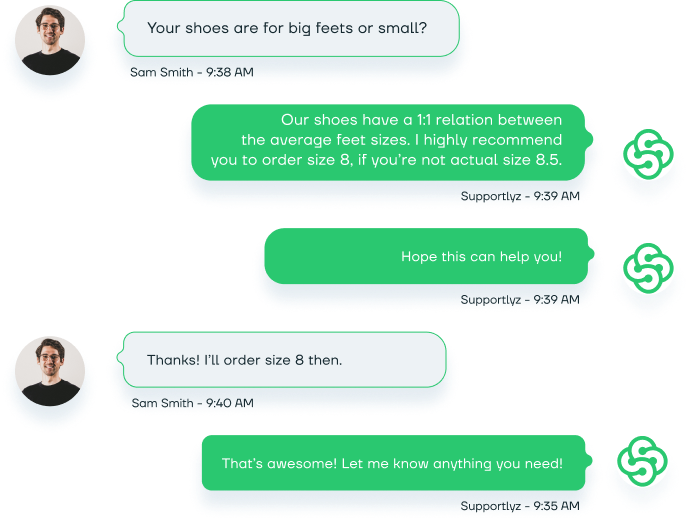 Your shoes are for big feets or small?
Sam Smith - 9:38 AM
Our shoes have a 1:1 relation between
the average feet sizes. I highly recommend
you to order size 8, if you're not actual size 8.5.
Supportlyz - 9:39 AM
Hope this can help you!
Supportlyz - 9:39 AM
Thanks! I'll order size 8 then.
Sam Smith - 9:40 AM
That's awesome! Let me know anything you need!
Supportlyz - 9:35 AM